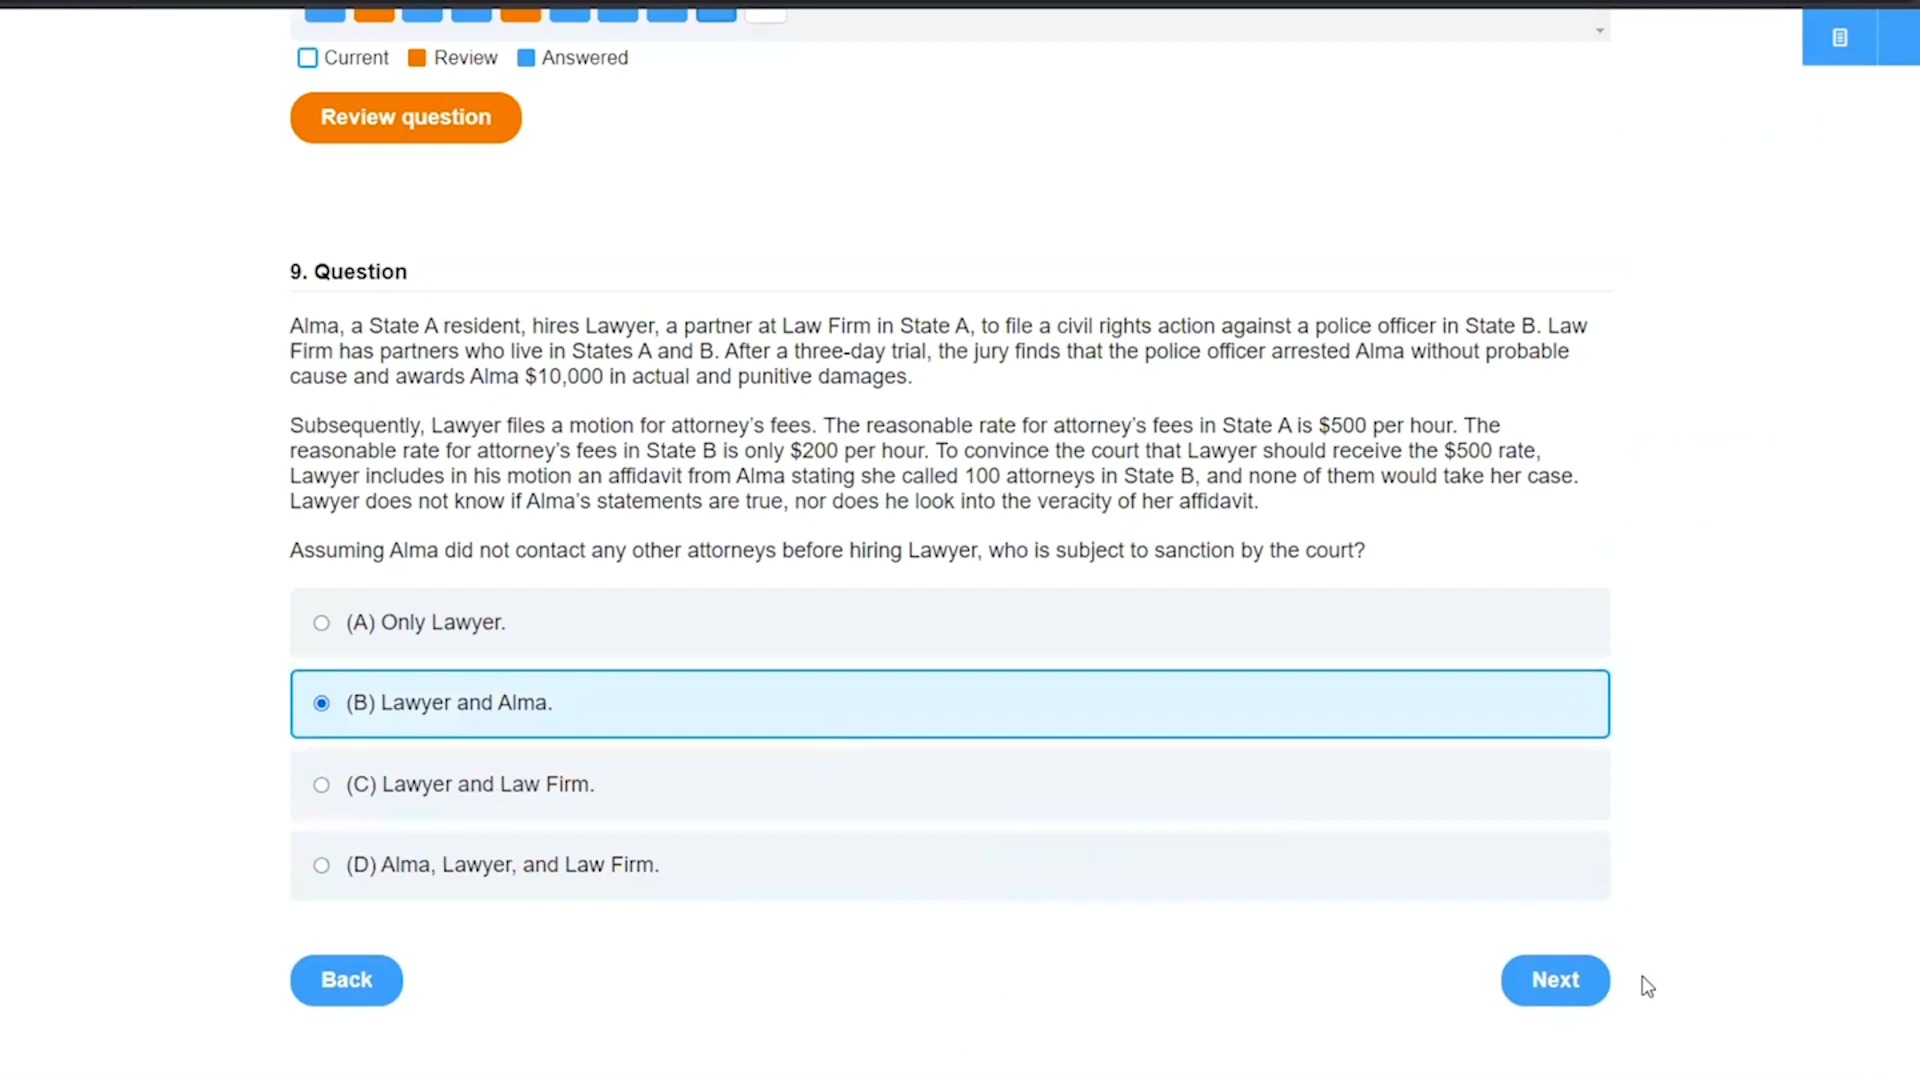 Current Review Answered
Review question
9. Question
Alma, a State A resident, hires Lawyer, a partner at Law Firm in State A, to file a civil rights action against a police officer in State B. Law
Firm has partners who live in States A and B. After a three-day trial, the jury finds that the police officer arrested Alma without probable
cause and awards Alma $10,000 in actual and punitive damages.
Subsequently, Lawyer files a motion for attorney’s fees. The reasonable rate for attorney’s fees in State A is $500 per hour. The
reasonable rate for attorney’s fees in State B is only $200 per hour. To convince the court that Lawyer should receive the $500 rate,
Lawyer includes in his motion an affidavit from Alma stating she called 100 attorneys in State B, and none of them would take her case.
Lawyer does not know if Alma’s statements are true, nor does he look into the veracity of her affidavit.
Assuming Alma did not contact any other attorneys before hiring Lawyer, who is subject to sanction by the court?
(A) Only Lawyer.
(B) Lawyer and Alma.
(C) Lawyer and Law Firm.
(D) Alma, Lawyer, and Law Firm.
Back Next